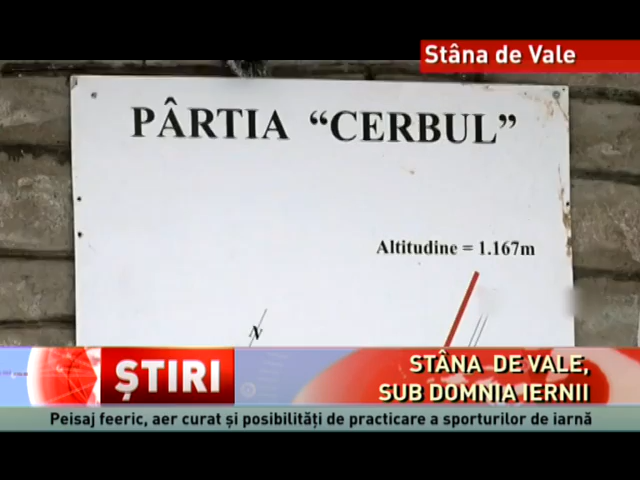 Stâna de Vale
PÂRTIA “CERBUL”
Altitudine = 1.167m
N
ȘTIRI
STÂNA DE VALE,
SUB DOMNIA IERNII
Peisaj feeric, aer curat și posibilități de practicare a sporturilor de iarnă